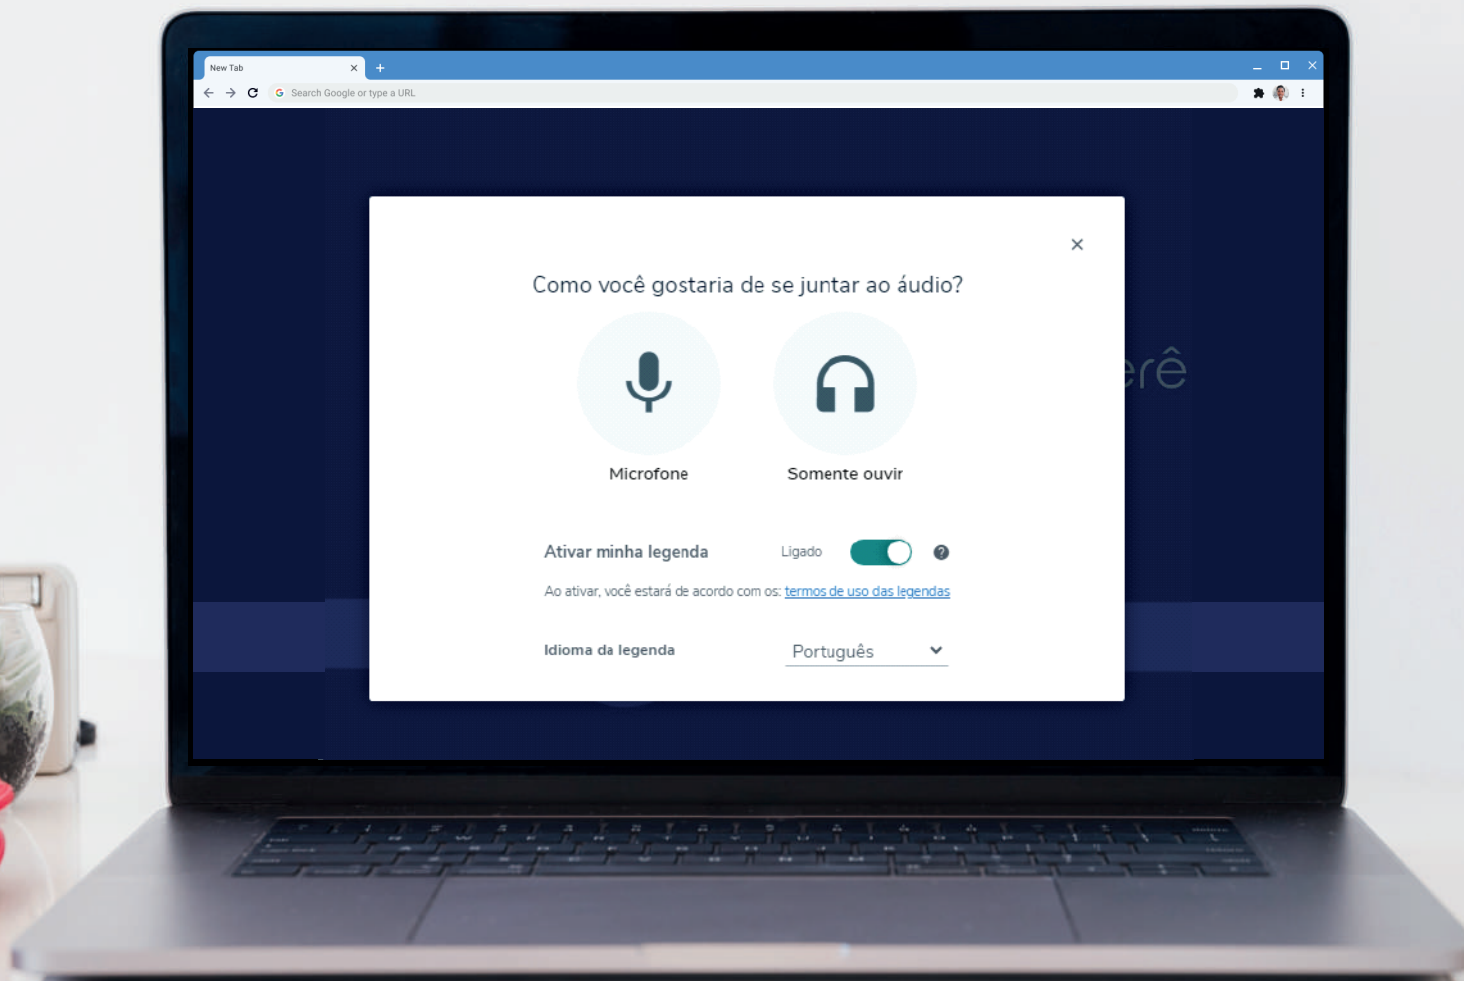 New Tab
Search Google or type a URL
Como você gostaria de se juntar ao áudio?
Microfone
Somente ouvir
Ativar minha legenda
Ligado
Ao ativar, você estará de acordo com os: termos de uso das legendas
Idioma da legenda
Português